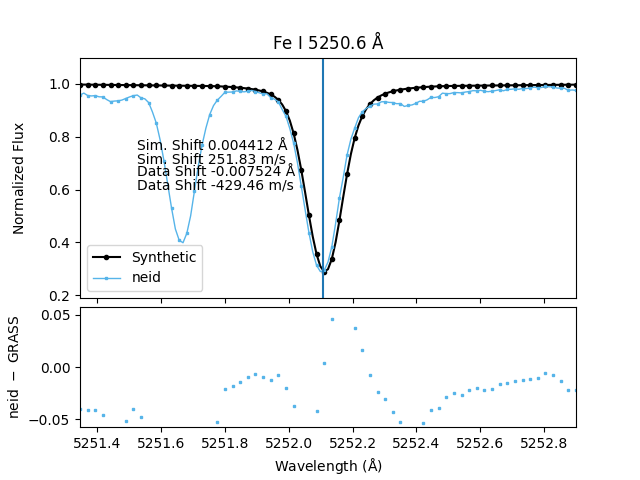 Fe I 5250.6 Å
Normalized Flux
1.0
0.8
0.6
0.4
0.2
Sim. Shift 0.004412 Å
Sim. Shift 251.83 m/s
Data Shift -0.007524 Å
Data Shift -429.46 m/s
Synthetic
neid
neid − GRASS
0.05
0.00
−0.05
5251.4 5251.6 5251.8 5252.0 5252.2 5252.4 5252.6 5252.8
Wavelength (Å)